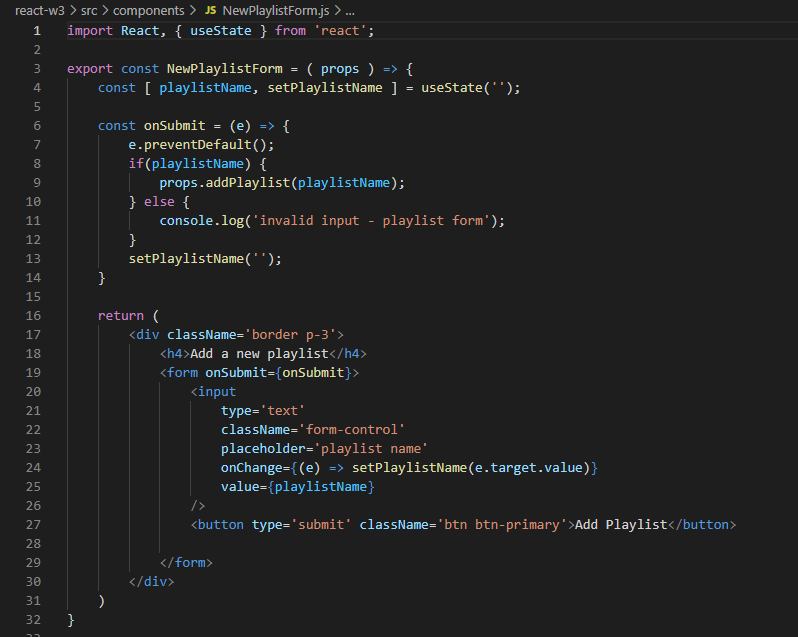 react-w3 > src > components > JS NewPlaylistForm.js > ...
1 import React, { useState } from 'react';
2
3 export const NewPlaylistForm = ( props ) => {
4     const [ playlistName, setPlaylistName ] = useState('');
5
6     const onSubmit = (e) => {
7         e.preventDefault();
8         if(playlistName) {
9             props.addPlaylist(playlistName);
10         } else {
11             console.log('invalid input - playlist form');
12         }
13         setPlaylistName('');
14     }
15
16     return (
17         <div className='border p-3'>
18             <h4>Add a new playlist</h4>
19             <form onSubmit={onSubmit}>
20                 <input
21                     type='text'
22                     className='form-control'
23                     placeholder='playlist name'
24                     onChange={(e) => setPlaylistName(e.target.value)}
25                     value={playlistName}
26                 />
27                 <button type='submit' className='btn btn-primary'>Add Playlist</button>
28
29             </form>
30         </div>
31     )
32 }
33